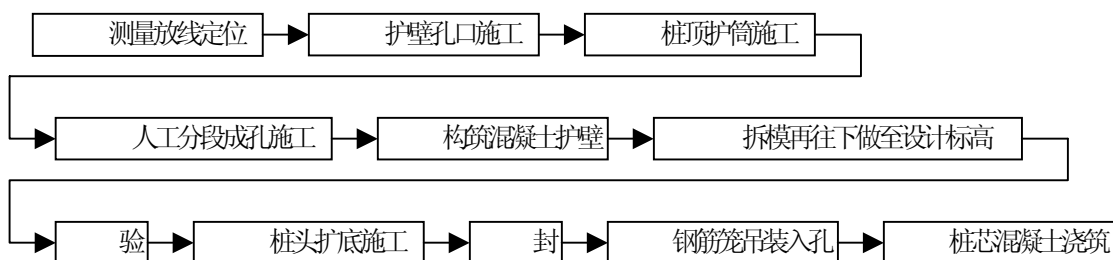 测量放线定位 护壁孔口施工 桩顶护筒施工
人工分段成孔施工 构筑混凝土护壁 拆模再往下做至设计标高
验 桩头扩底施工 封 钢筋笼吊装入孔 桩芯混凝土浇筑